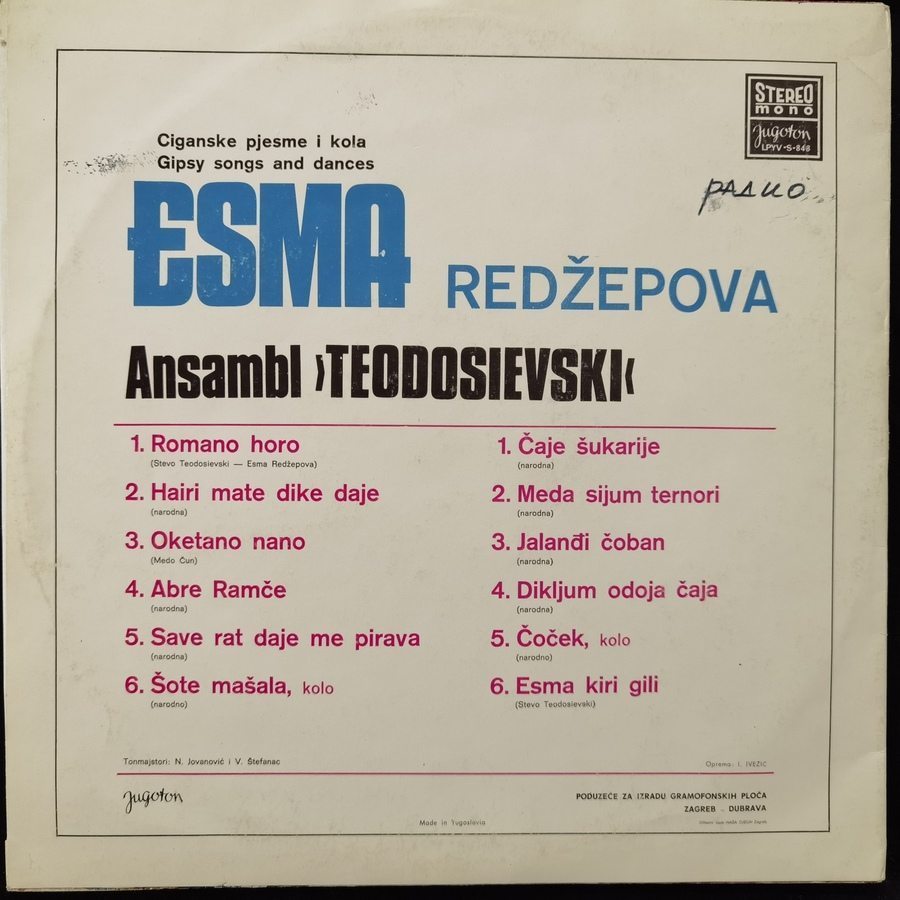 STEREO
mono
Jugoton
LPYV-S-848
Ciganske pjesme i kola
Gipsy songs and dances
радио
ESMA REDŽEPOVA
Ansambl ›TEODOSIEVSKI‹
1. Romano horo
(Stevo Teodosievski — Esma Redžepova)
2. Hairi mate dike daje
(narodna)
3. Oketano nano
(Medo Čun)
4. Abre Ramče
(narodna)
5. Save rat daje me pirava
(narodna)
6. Šote mašala, kolo
(narodno)
1. Čaje šukarije
(narodna)
2. Meda sijum ternori
(narodna)
3. Jalanđi čoban
(narodna)
4. Dikljum odoja čaja
(narodna)
5. Čoček, kolo
(narodno)
6. Esma kiri gili
(Stevo Teodosievski)
Tonmajstori: N. Jovanović i V. Štefanac
Oprema: I. IVEZIĆ
Jugoton
PODUZEĆE ZA IZRADU GRAMOFONSKIH PLOČA
ZAGREB - DUBRAVA
Made in Yugoslavia